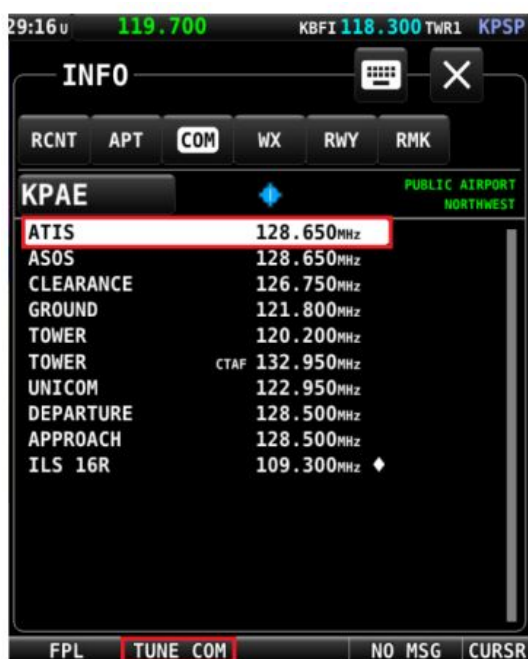 29:16U 119.700 KBFI 118.300 TWR1 KPSP
INFO
RCNT APT COM WX RWY RMK
KPAE PUBLIC AIRPORT
NORTHWEST
ATIS 128.650MHz
ASOS 128.650MHz
CLEARANCE 126.750MHz
GROUND 121.800MHz
TOWER 120.200MHz
TOWER CTAF 132.950MHz
UNICOM 122.950MHz
DEPARTURE 128.500MHz
APPROACH 128.500MHz
ILS 16R 109.300MHz
FPL TUNE COM NO MSG CURSR